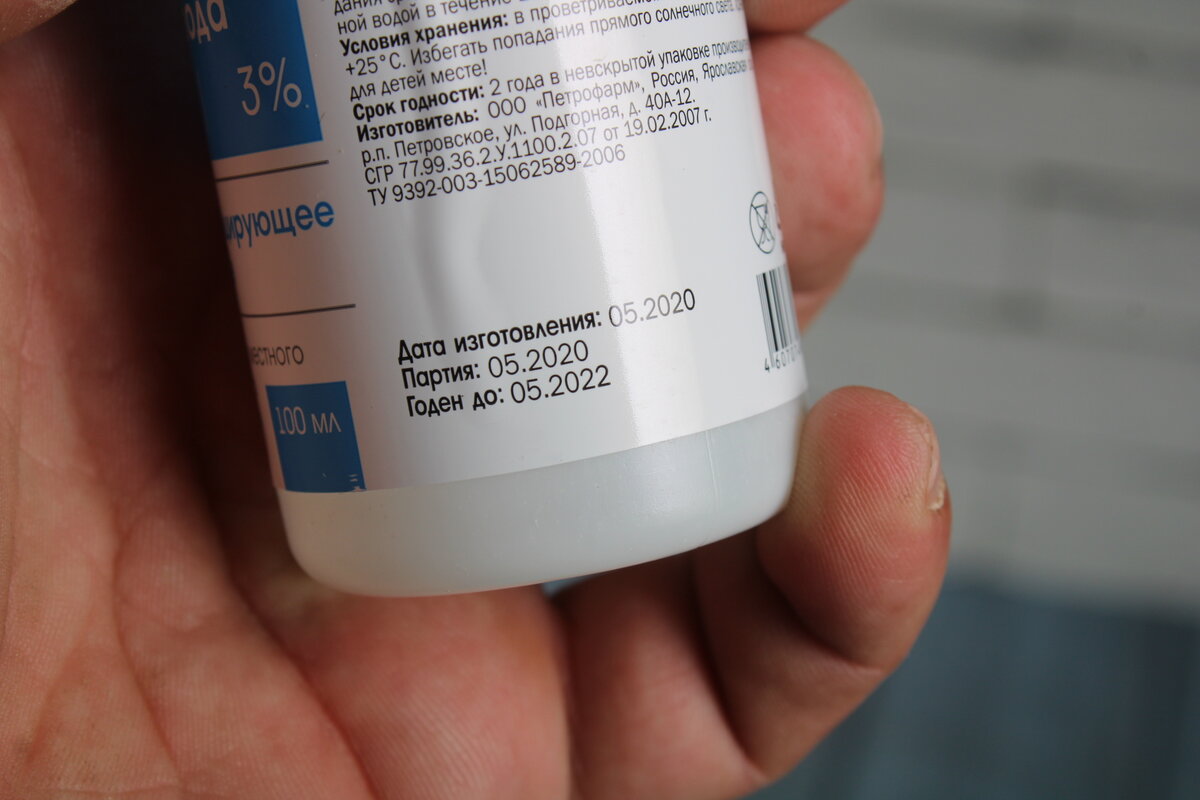 ной водой в течение
Условия хранения: в
+25°С. Избегать попадания прямого солнечного света.
для детей месте!
Срок годности: 2 года в невскрытой упаковке
Изготовитель: ООО «Петрофарм», Россия, Ярославская
р.п. Петровское, ул. Подгорная, д. 40А-12.
СГР 77.99.36.2.У.1100.2.07 от 19.02.2007 г.
ТУ 9392-003-15062589-2006
3%
Дата изготовления: 05.2020
Партия: 05.2020
Годен до: 05.2022
100 мл